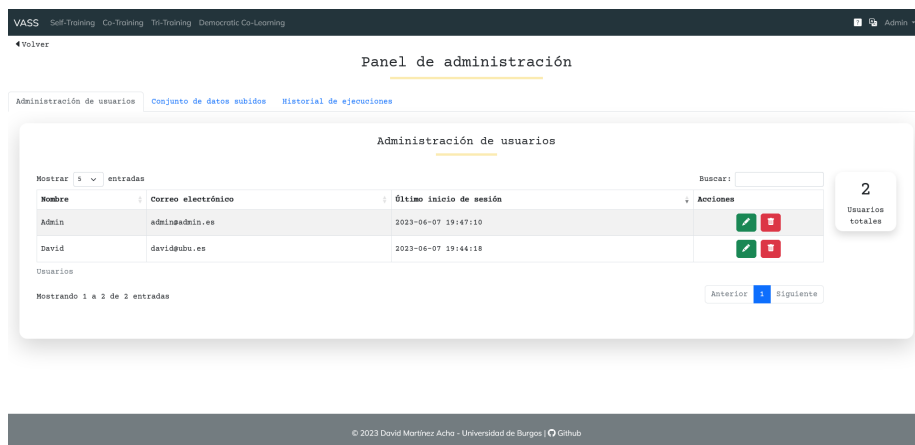 VASS Self-Training Co-Training Tri-Training Democratic Co-Learning Admin
Volver
Panel de administración
Administración de usuarios Conjunto de datos subidos Historial de ejecuciones
Administración de usuarios
Mostrar 5 entradas Buscar:
Nombre Correo electrónico Último inicio de sesión Acciones
Admin admin@admin.es 2023-06-07 19:47:10
David david@ubu.es 2023-06-07 19:44:18
Usuarios
Mostrando 1 a 2 de 2 entradas
Anterior 1 Siguiente
2
Usuarios
totales
© 2023 David Martínez Acha - Universidad de Burgos | Github